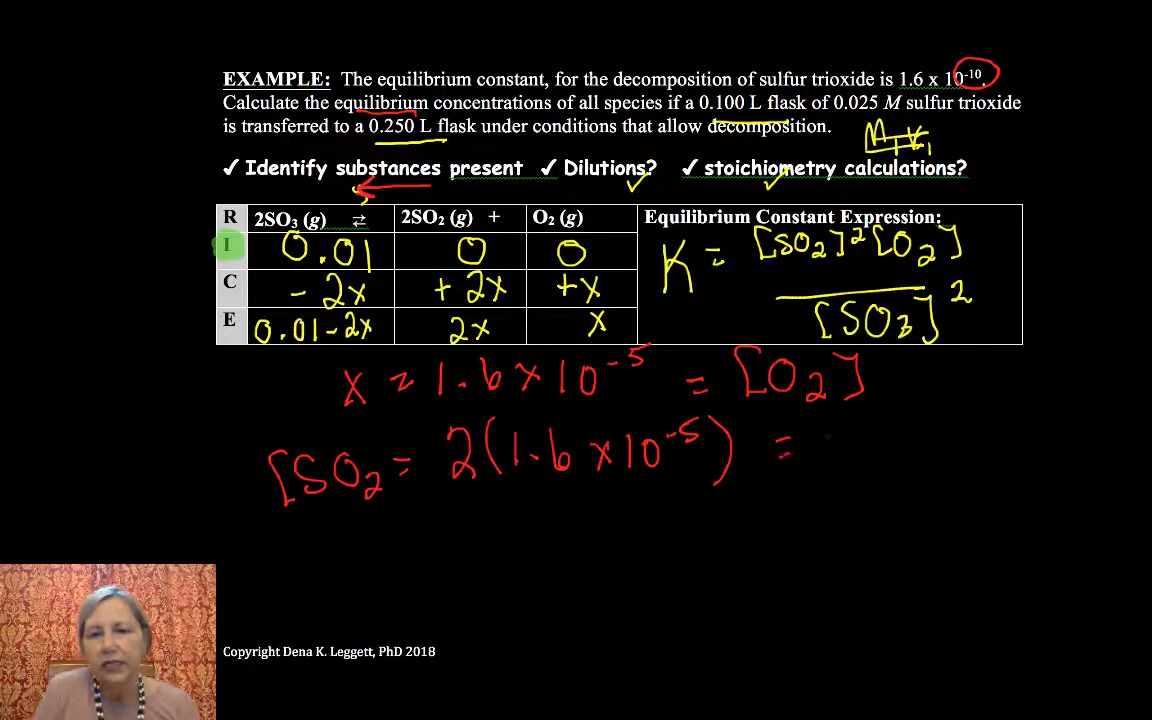 EXAMPLE: The equilibrium constant, for the decomposition of sulfur trioxide is 1.6 x 10⁻¹⁰.
Calculate the equilibrium concentrations of all species if a 0.100 L flask of 0.025 M sulfur trioxide
is transferred to a 0.250 L flask under conditions that allow decomposition.
M₁V₁
✓ Identify substances present ✓ Dilutions? ✓ stoichiometry calculations?
R 2SO₃ (g) ⇄ 2SO₂ (g) + O₂ (g) Equilibrium Constant Expression:
I 0.01 0 0
C - 2x + 2x + x
E 0.01 - 2x 2x x
K = [SO₂]² [O₂]
[SO₃]²
x = 1.6 x 10⁻⁵ = [O₂]
[SO₂ = 2(1.6 x 10⁻⁵) =
Copyright Dena K. Leggett, PhD 2018